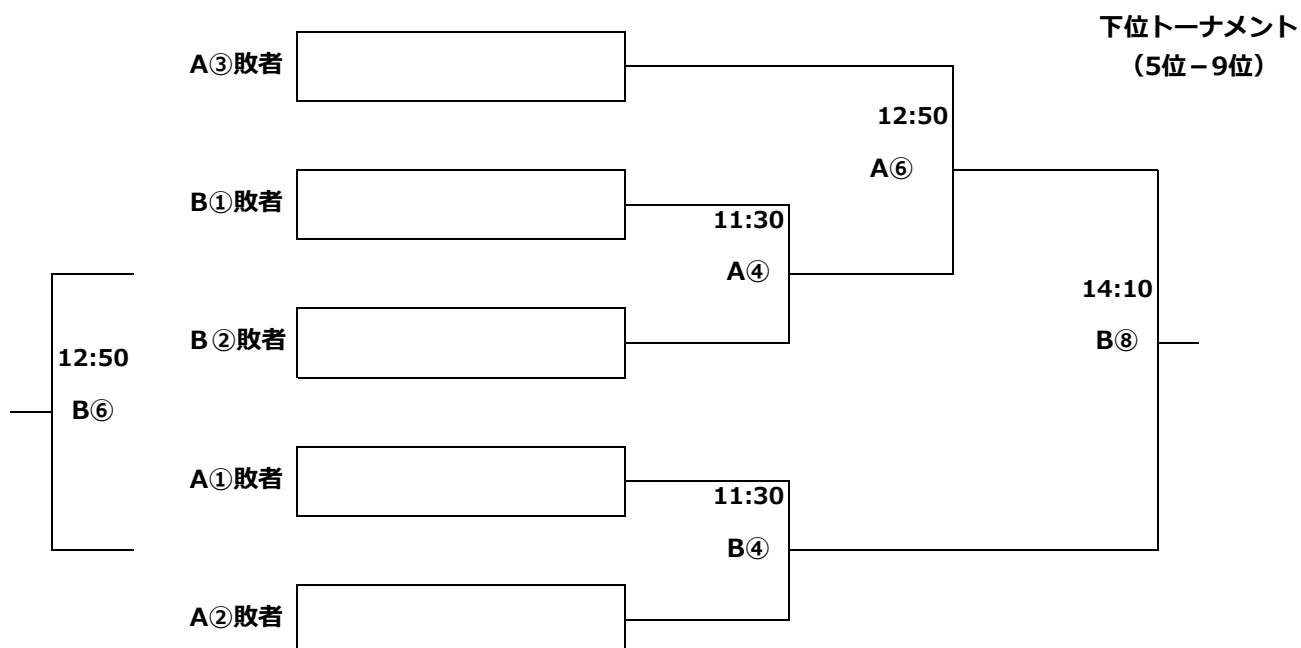 下位トーナメント
（5位－9位）
A③敗者
12:50
A⑥
B①敗者
11:30
A④
14:10
B⑧
B②敗者
12:50
B⑥
A①敗者
11:30
B④
A②敗者